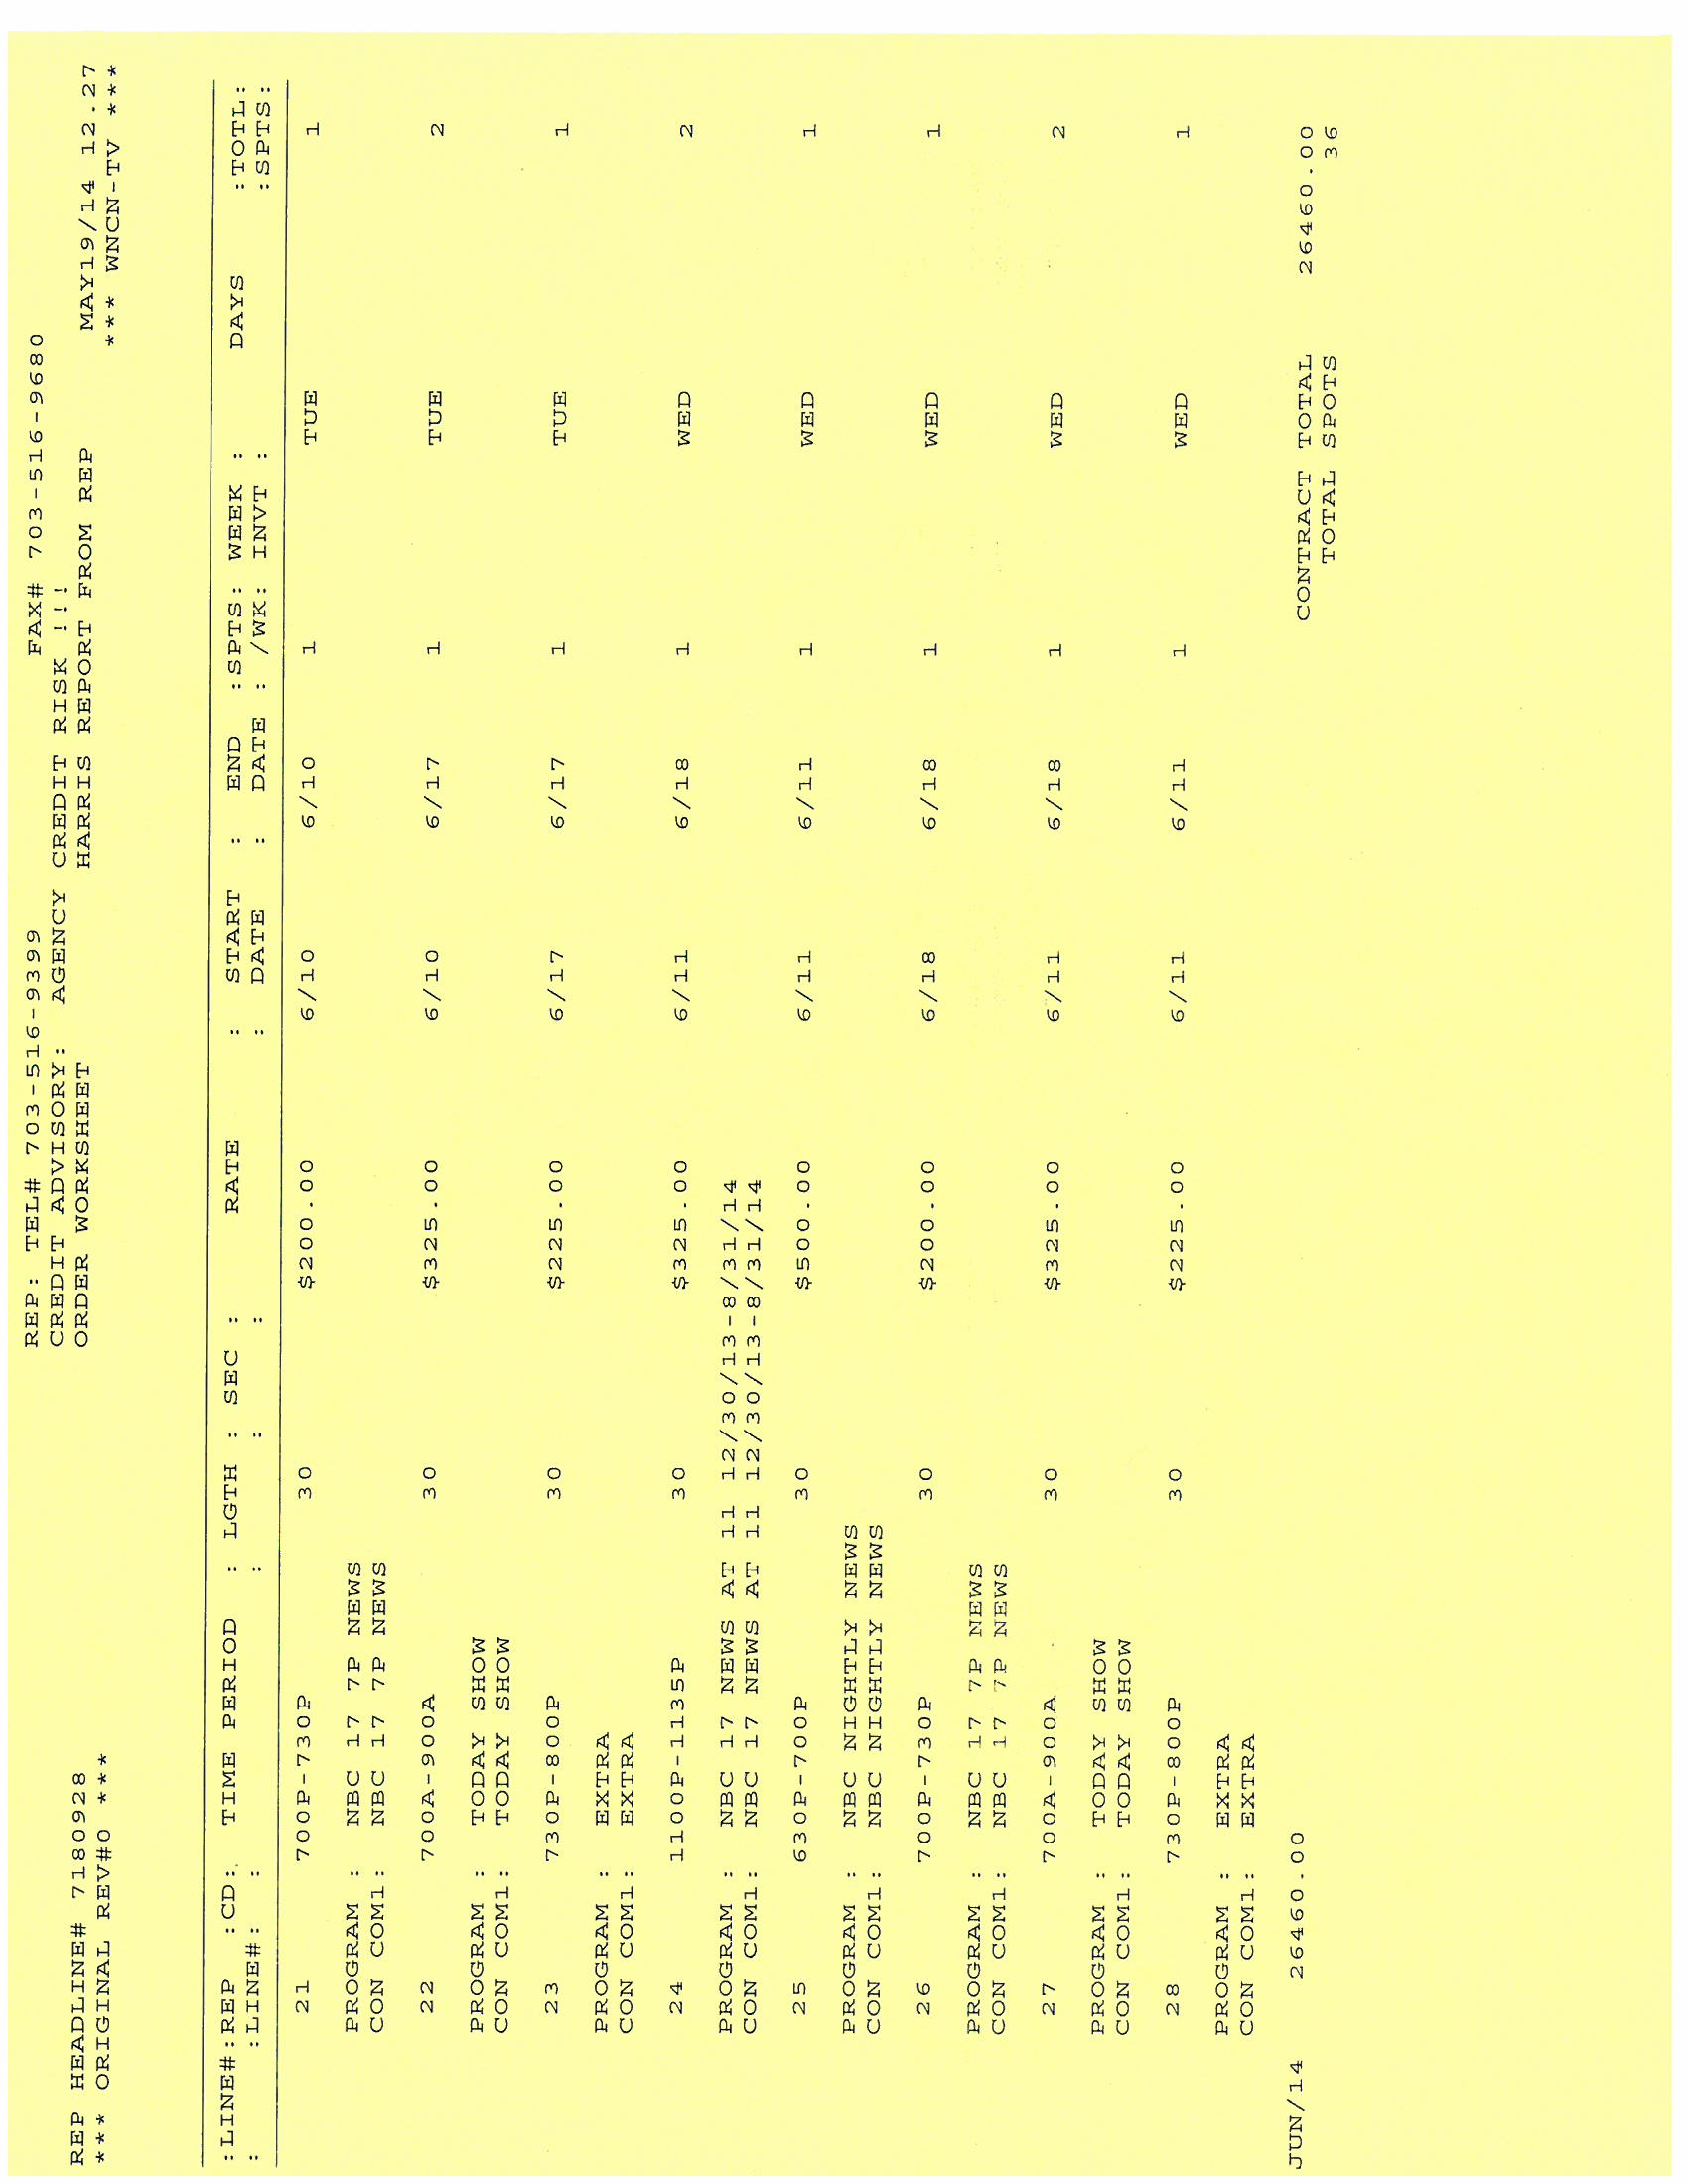 REP: TEL# 703-516-9399 FAX# 703-516-9680
CREDIT ADVISORY: AGENCY CREDIT RISK !!!
REP HEADLINE# 7180928 ORDER WORKSHEET HARRIS REPORT FROM REP MAY19/14 12.27
*** ORIGINAL REV#0 *** *** WNCN-TV ***
:LINE#:REP :CD: TIME PERIOD : LGTH : SEC : RATE : START : END :SPTS: WEEK : DAYS :TOTL:
: :LINE#: : : : : : DATE : DATE : /WK: INVT : :SPTS:
21 700P-730P 30 $200.00 6/10 6/10 1 TUE 1
PROGRAM : NBC 17 7P NEWS
CON COM1: NBC 17 7P NEWS
22 700A-900A 30 $325.00 6/10 6/17 1 TUE 2
PROGRAM : TODAY SHOW
CON COM1: TODAY SHOW
23 730P-800P 30 $225.00 6/17 6/17 1 TUE 1
PROGRAM : EXTRA
CON COM1: EXTRA
24 1100P-1135P 30 $325.00 6/11 6/18 1 WED 2
PROGRAM : NBC 17 NEWS AT 11 12/30/13-8/31/14
CON COM1: NBC 17 NEWS AT 11 12/30/13-8/31/14
25 630P-700P 30 $500.00 6/11 6/11 1 WED 1
PROGRAM : NBC NIGHTLY NEWS
CON COM1: NBC NIGHTLY NEWS
26 700P-730P 30 $200.00 6/18 6/18 1 WED 1
PROGRAM : NBC 17 7P NEWS
CON COM1: NBC 17 7P NEWS
27 700A-900A 30 $325.00 6/11 6/18 1 WED 2
PROGRAM : TODAY SHOW
CON COM1: TODAY SHOW
28 730P-800P 30 $225.00 6/11 6/11 1 WED 1
PROGRAM : EXTRA
CON COM1: EXTRA
JUN/14 26460.00 CONTRACT TOTAL 26460.00
TOTAL SPOTS 36